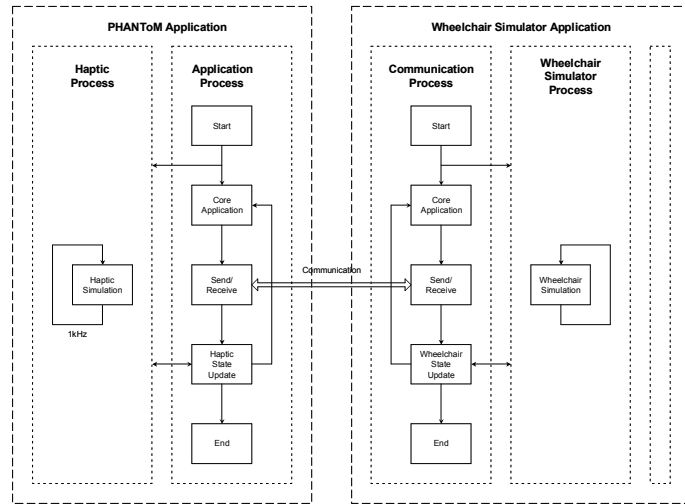 PHANToM Application
Wheelchair Simulator Application
Haptic
Process
Application
Process
Communication
Process
Wheelchair
Simulator
Process
Start
Start
Core
Application
Core
Application
Haptic
Simulation
1kHz
Send/
Receive
Communication
Send/
Receive
Wheelchair
Simulation
Haptic
State
Update
Wheelchair
State
Update
End
End